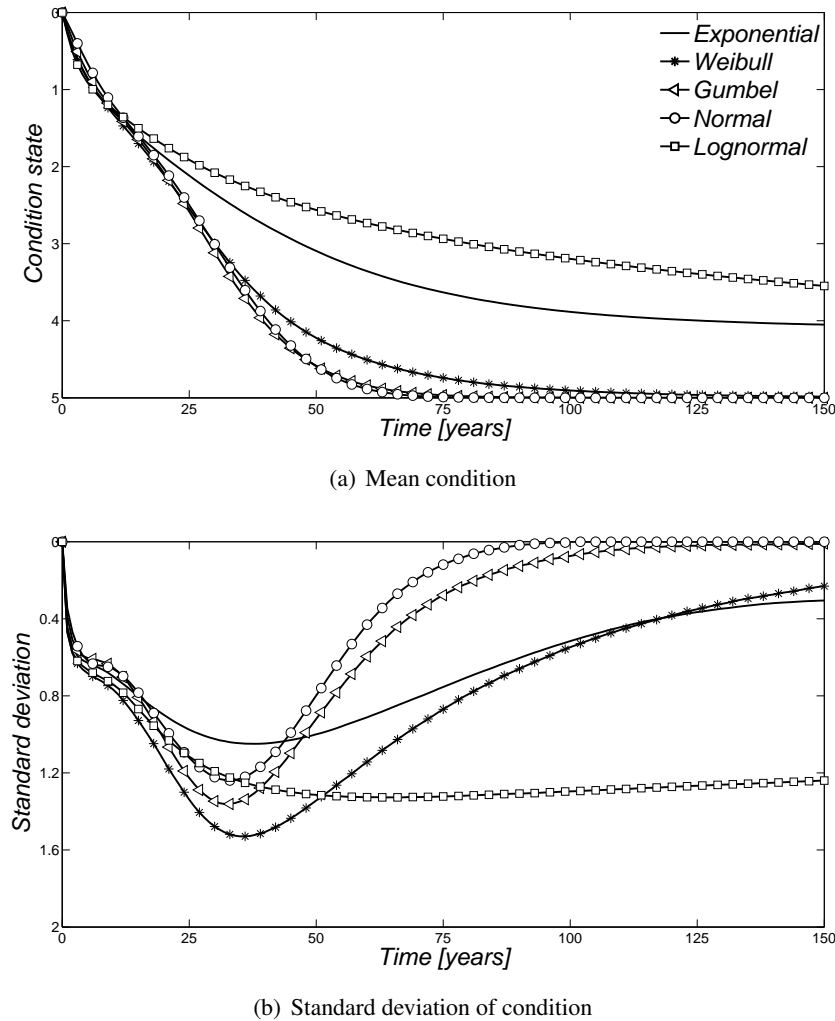 0
1
2
3
4
5
Condition state
0
25
50
75
100
125
150
Time [years]
Exponential
Weibull
Gumbel
Normal
Lognormal
(a) Mean condition
0
0.4
0.8
1.2
1.6
2
Standard deviation
0
25
50
75
100
125
150
Time [years]
(b) Standard deviation of condition